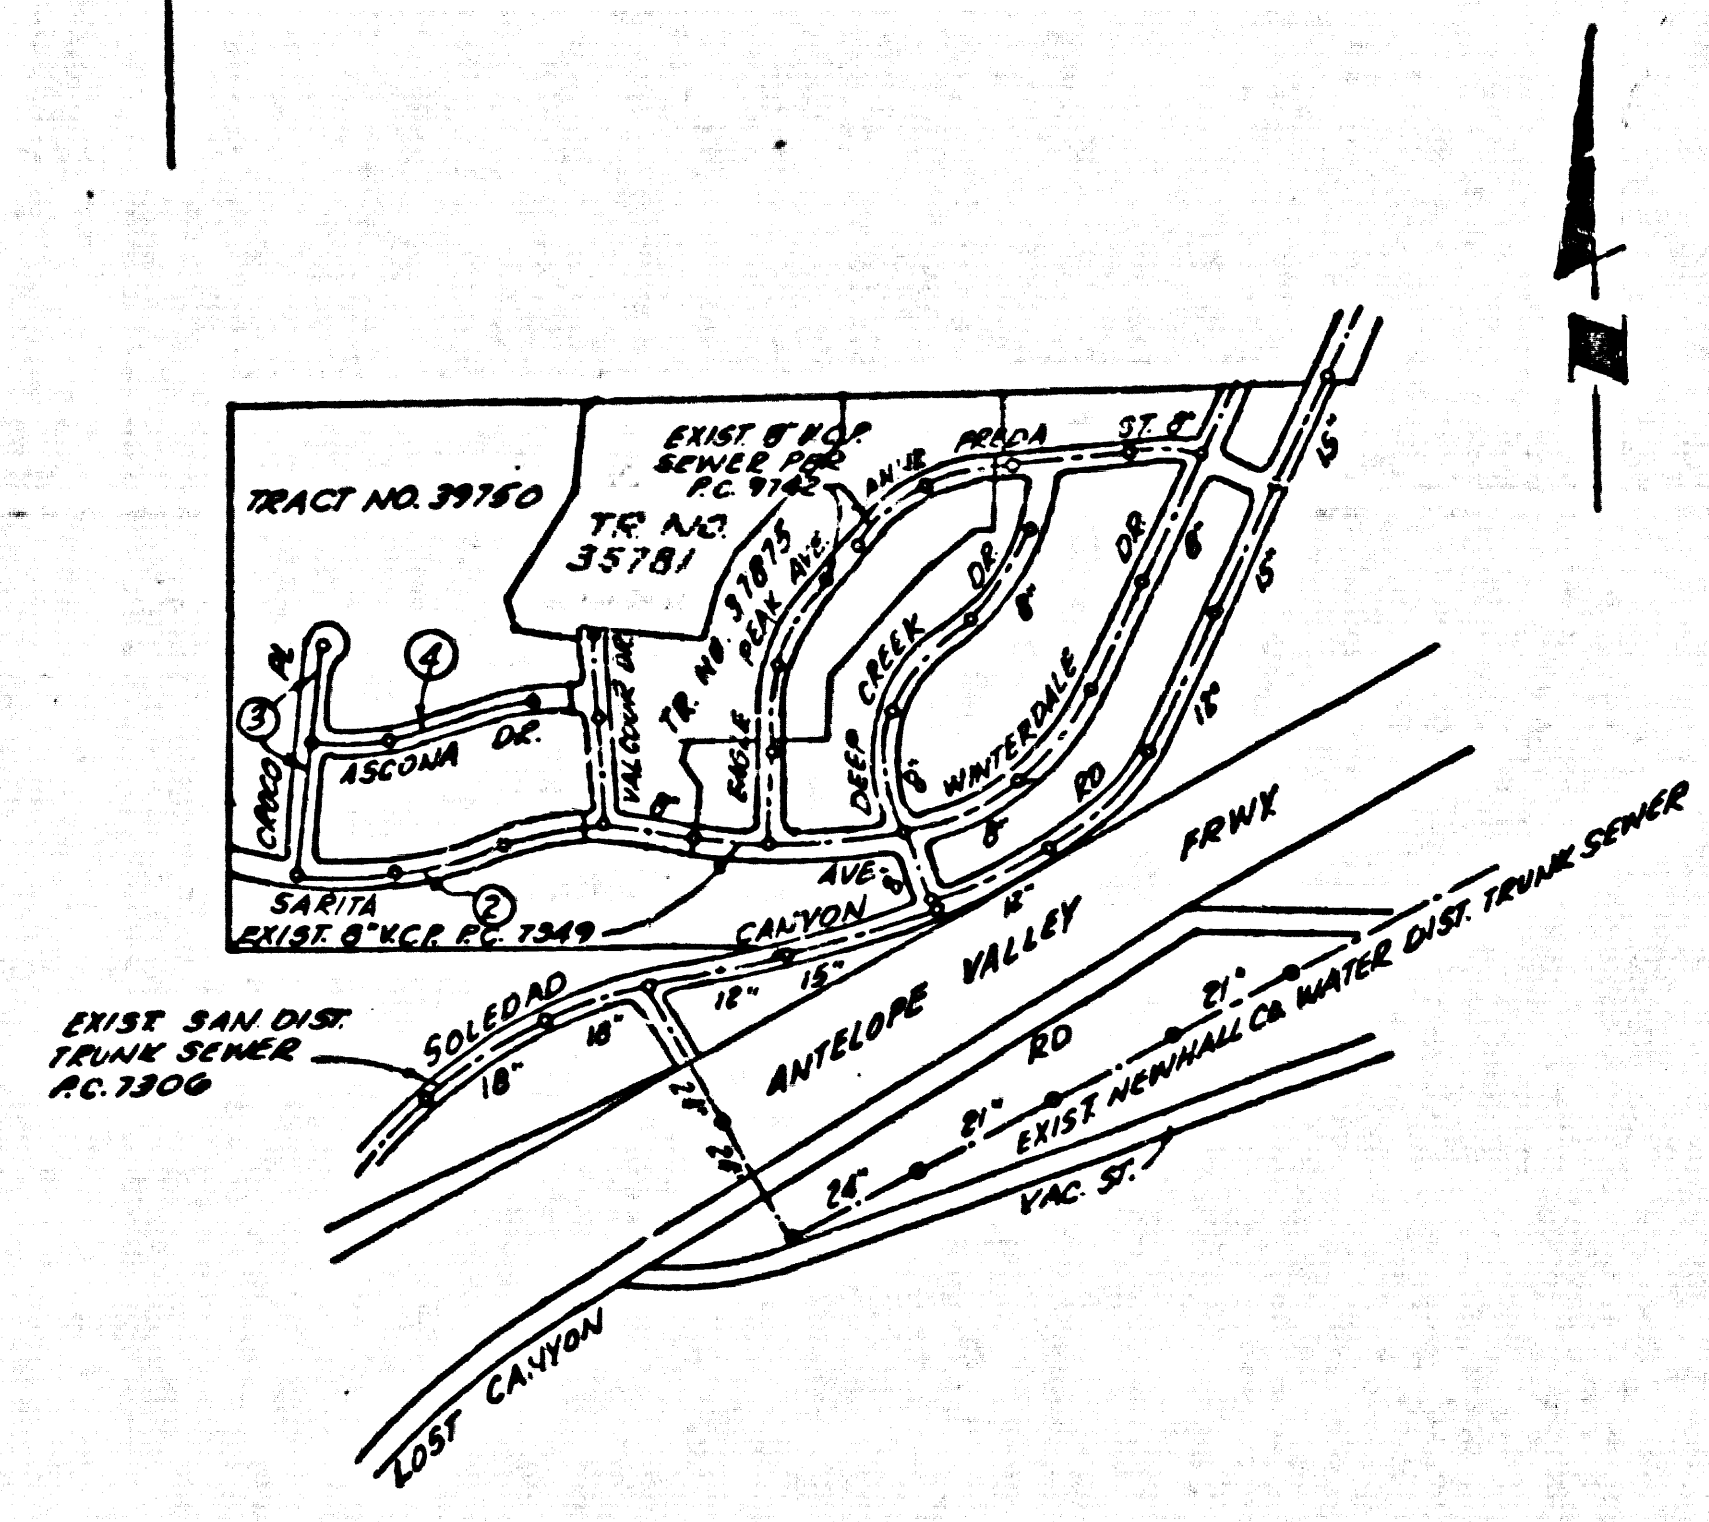 N
EXIST. 8" V.C.P.
SEWER PER
P.C. 9742
PREDA
ST. 8"
15"
TRACT NO. 39750
TR. NO.
35781
TR. NO. 37875
EAGLE PEAK AVE.
DEEP CREEK DR.
8"
8"
WINTERDALE DR.
8"
15"
18"
PL
4
3
CROCO
ASCONA DR.
VALCOUR DR.
8"
RD
8"
AVE.
8"
SARITA
2
EXIST. 8" V.C.P. P.C. 7349
CANYON
12"
SOLEDAD
18"
18"
12"
15"
EXIST. SAN. DIST.
TRUNK SEWER
P.C. 7306
ANTELOPE VALLEY FRWY
24"
21"
21"
EXIST. NEWHALL CO. WATER DIST. TRUNK SEWER
VAC. ST.
LOST CANYON RD